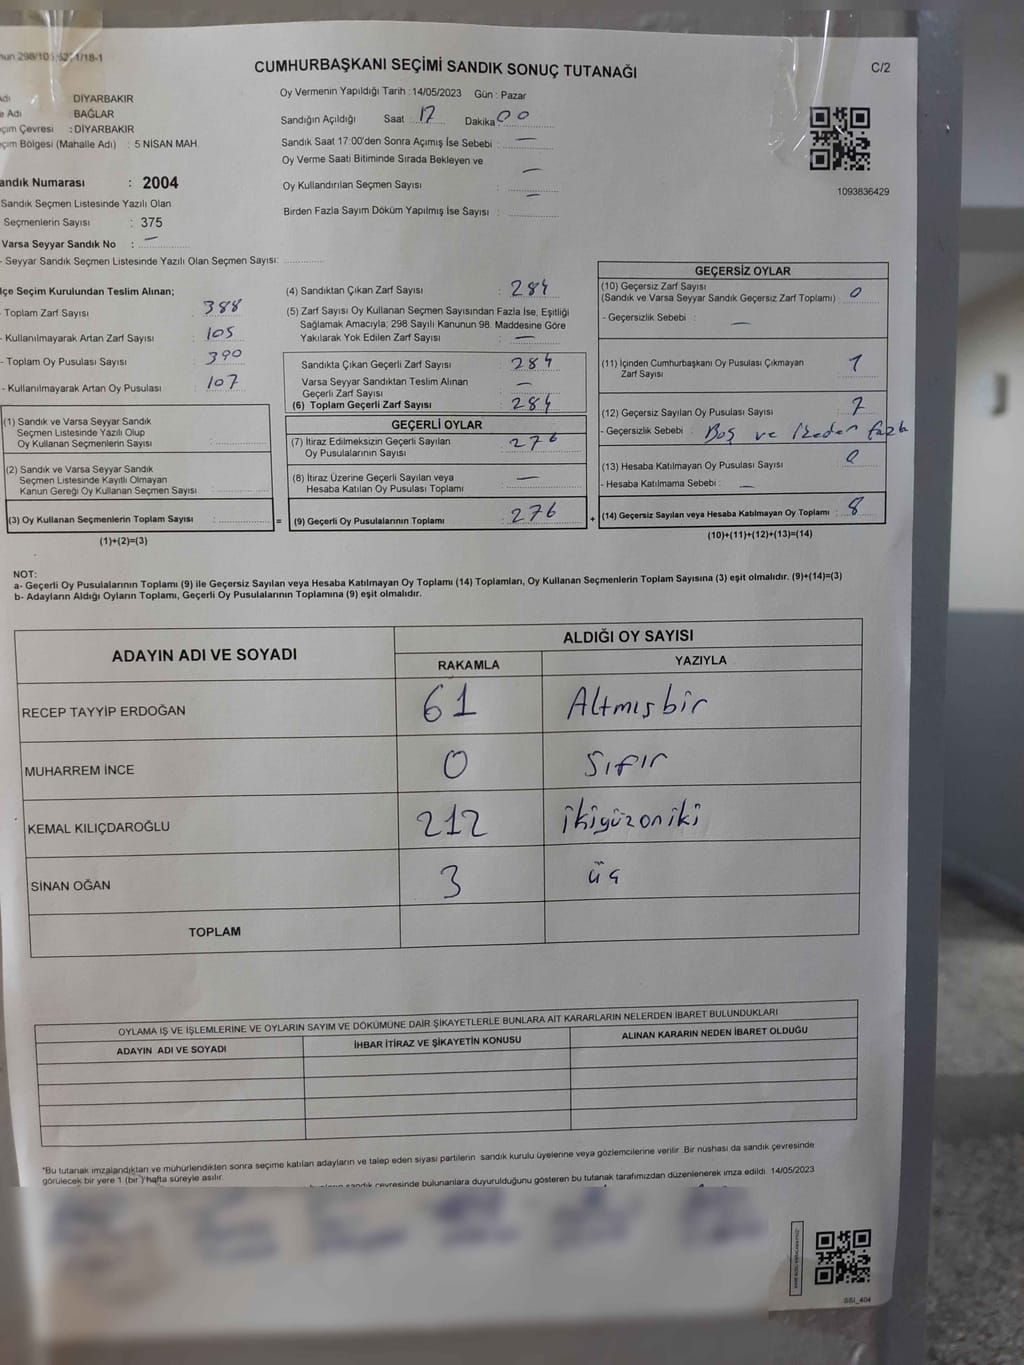 CUMHURBAŞKANI SEÇİMİ SANDIK SONUÇ TUTANAĞI
C/2
DİYARBAKIR
Adı : BAĞLAR
çim Çevresi : DİYARBAKIR
çim Bölgesi (Mahalle Adı) : 5 NİSAN MAH.
andık Numarası : 2004
Sandık Seçmen Listesinde Yazılı Olan
Seçmenlerin Sayısı : 375
Varsa Seyyar Sandık No : —
- Seyyar Sandık Seçmen Listesinde Yazılı Olan Seçmen Sayısı:
Oy Vermenin Yapıldığı Tarih : 14/05/2023 Gün : Pazar
Sandığın Açıldığı Saat : 17 Dakika 00
Sandık Saat 17:00'den Sonra Açımış İse Sebebi : —
Oy Verme Saati Bitiminde Sırada Bekleyen ve
Oy Kullandırılan Seçmen Sayısı : —
Birden Fazla Sayım Döküm Yapılmış İse Sayısı : —
1093836429
lçe Seçim Kurulundan Teslim Alınan;
- Toplam Zarf Sayısı : 388
- Kullanılmayarak Artan Zarf Sayısı : 105
- Toplam Oy Pusulası Sayısı : 390
- Kullanılmayarak Artan Oy Pusulası : 107
(1) Sandık ve Varsa Seyyar Sandık
Seçmen Listesinde Yazılı Olup
Oy Kullanan Seçmenlerin Sayısı :
(2) Sandık ve Varsa Seyyar Sandık
Seçmen Listesinde Kayıtlı Olmayan
Kanun Gereği Oy Kullanan Seçmen Sayısı :
(3) Oy Kullanan Seçmenlerin Toplam Sayısı : =
(1)+(2)=(3)
(4) Sandıktan Çıkan Zarf Sayısı : 284
(5) Zarf Sayısı Oy Kullanan Seçmen Sayısından Fazla İse, Eşitliği
Sağlamak Amacıyla; 298 Sayılı Kanunun 98. Maddesine Göre
Yakılarak Yok Edilen Zarf Sayısı : —
Sandıkta Çıkan Geçerli Zarf Sayısı : 284
Varsa Seyyar Sandıktan Teslim Alınan
Geçerli Zarf Sayısı : —
(6) Toplam Geçerli Zarf Sayısı : 284
GEÇERLİ OYLAR
(7) İtiraz Edilmeksizin Geçerli Sayılan
Oy Pusulalarının Sayısı : 276
(8) İtiraz Üzerine Geçerli Sayılan veya
Hesaba Katılan Oy Pusulası Toplamı : —
(9) Geçerli Oy Pusulalarının Toplamı : 276 +
GEÇERSİZ OYLAR
(10) Geçersiz Zarf Sayısı
(Sandık ve Varsa Seyyar Sandık Geçersiz Zarf Toplamı) : 0
- Geçersizlik Sebebi : —
(11) İçinden Cumhurbaşkanı Oy Pusulası Çıkmayan
Zarf Sayısı : 1
(12) Geçersiz Sayılan Oy Pusulası Sayısı : 7
- Geçersizlik Sebebi : Boş ve İkeden fazla
(13) Hesaba Katılmayan Oy Pusulası Sayısı : 0
- Hesaba Katılmama Sebebi : —
(14) Geçersiz Sayılan veya Hesaba Katılmayan Oy Toplamı : 8
(10)+(11)+(12)+(13)=(14)
NOT:
a- Geçerli Oy Pusulalarının Toplamı (9) ile Geçersiz Sayılan veya Hesaba Katılmayan Oy Toplamı (14) Toplamları, Oy Kullanan Seçmenlerin Toplam Sayısına (3) eşit olmalıdır. (9)+(14)=(3)
b- Adayların Aldığı Oyların Toplamı, Geçerli Oy Pusulalarının Toplamına (9) eşit olmalıdır.
ADAYIN ADI VE SOYADI
ALDIĞI OY SAYISI
RAKAMLA YAZIYLA
RECEP TAYYİP ERDOĞAN 61 Altmışbir
MUHARREM İNCE 0 Sıfır
KEMAL KILIÇDAROĞLU 212 ikiyüzoniki
SİNAN OĞAN 3 üç
TOPLAM
OYLAMA İŞ VE İŞLEMLERİNE VE OYLARIN SAYIM VE DÖKÜMÜNE DAİR ŞİKAYETLERLE BUNLARA AİT KARARLARIN NELERDEN İBARET BULUNDUKLARI
ADAYIN ADI VE SOYADI İHBAR İTİRAZ VE ŞİKAYETİN KONUSU ALINAN KARARIN NEDEN İBARET OLDUĞU
*Bu tutanak imzalandıktan ve mühürlendikten sonra seçime katılan adayların ve talep eden siyasi partilerin sandık kurulu üyelerine veya gözlemcilerine verilir. Bir nüshası da sandık çevresinde
görülecek bir yere 1 (bir) hafta süreyle asılır.
sandık çevresinde bulunanlara duyurulduğunu gösteren bu tutanak tarafımızdan düzenlenerek imza edildi. 14/05/2023
SSI_404